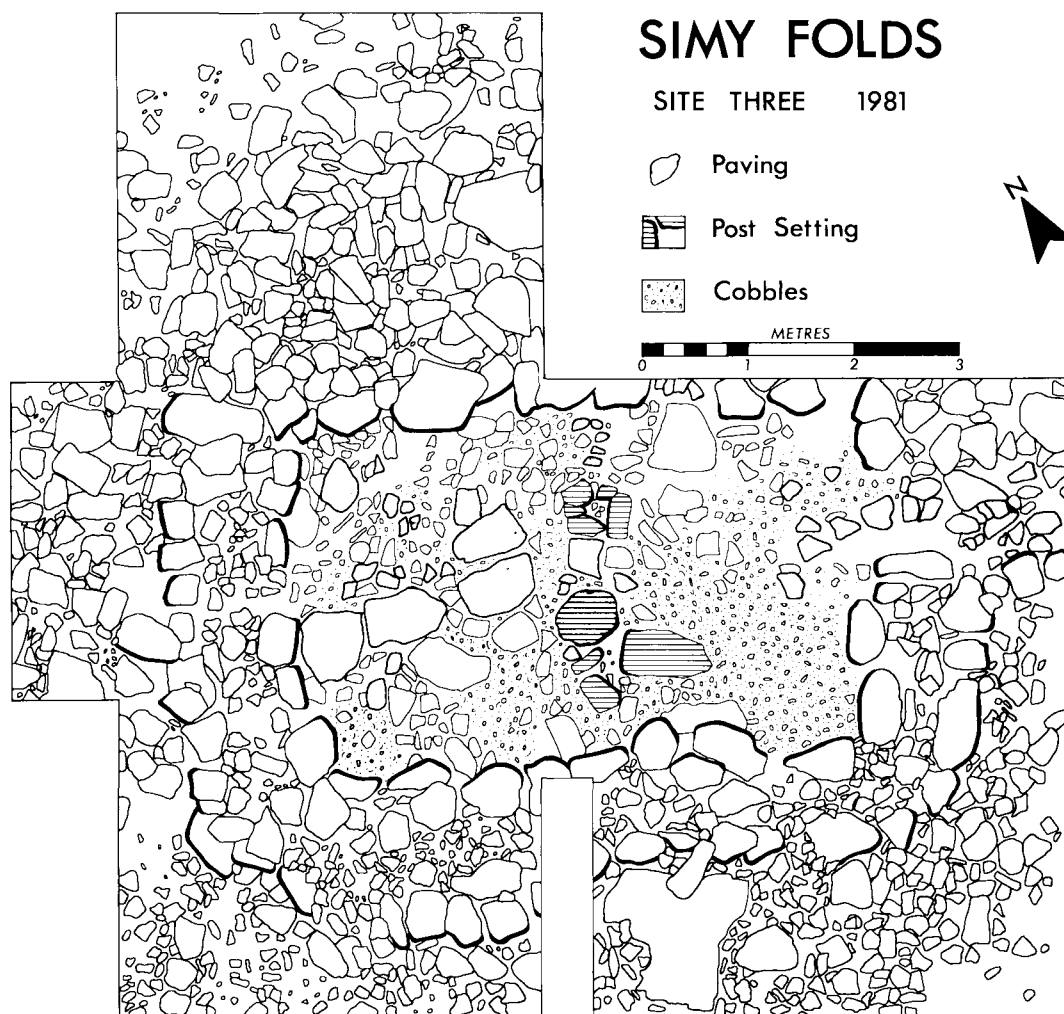 SIMY FOLDS
SITE THREE 1981
N
Paving
Post Setting
Cobbles
METRES
0 1 2 3